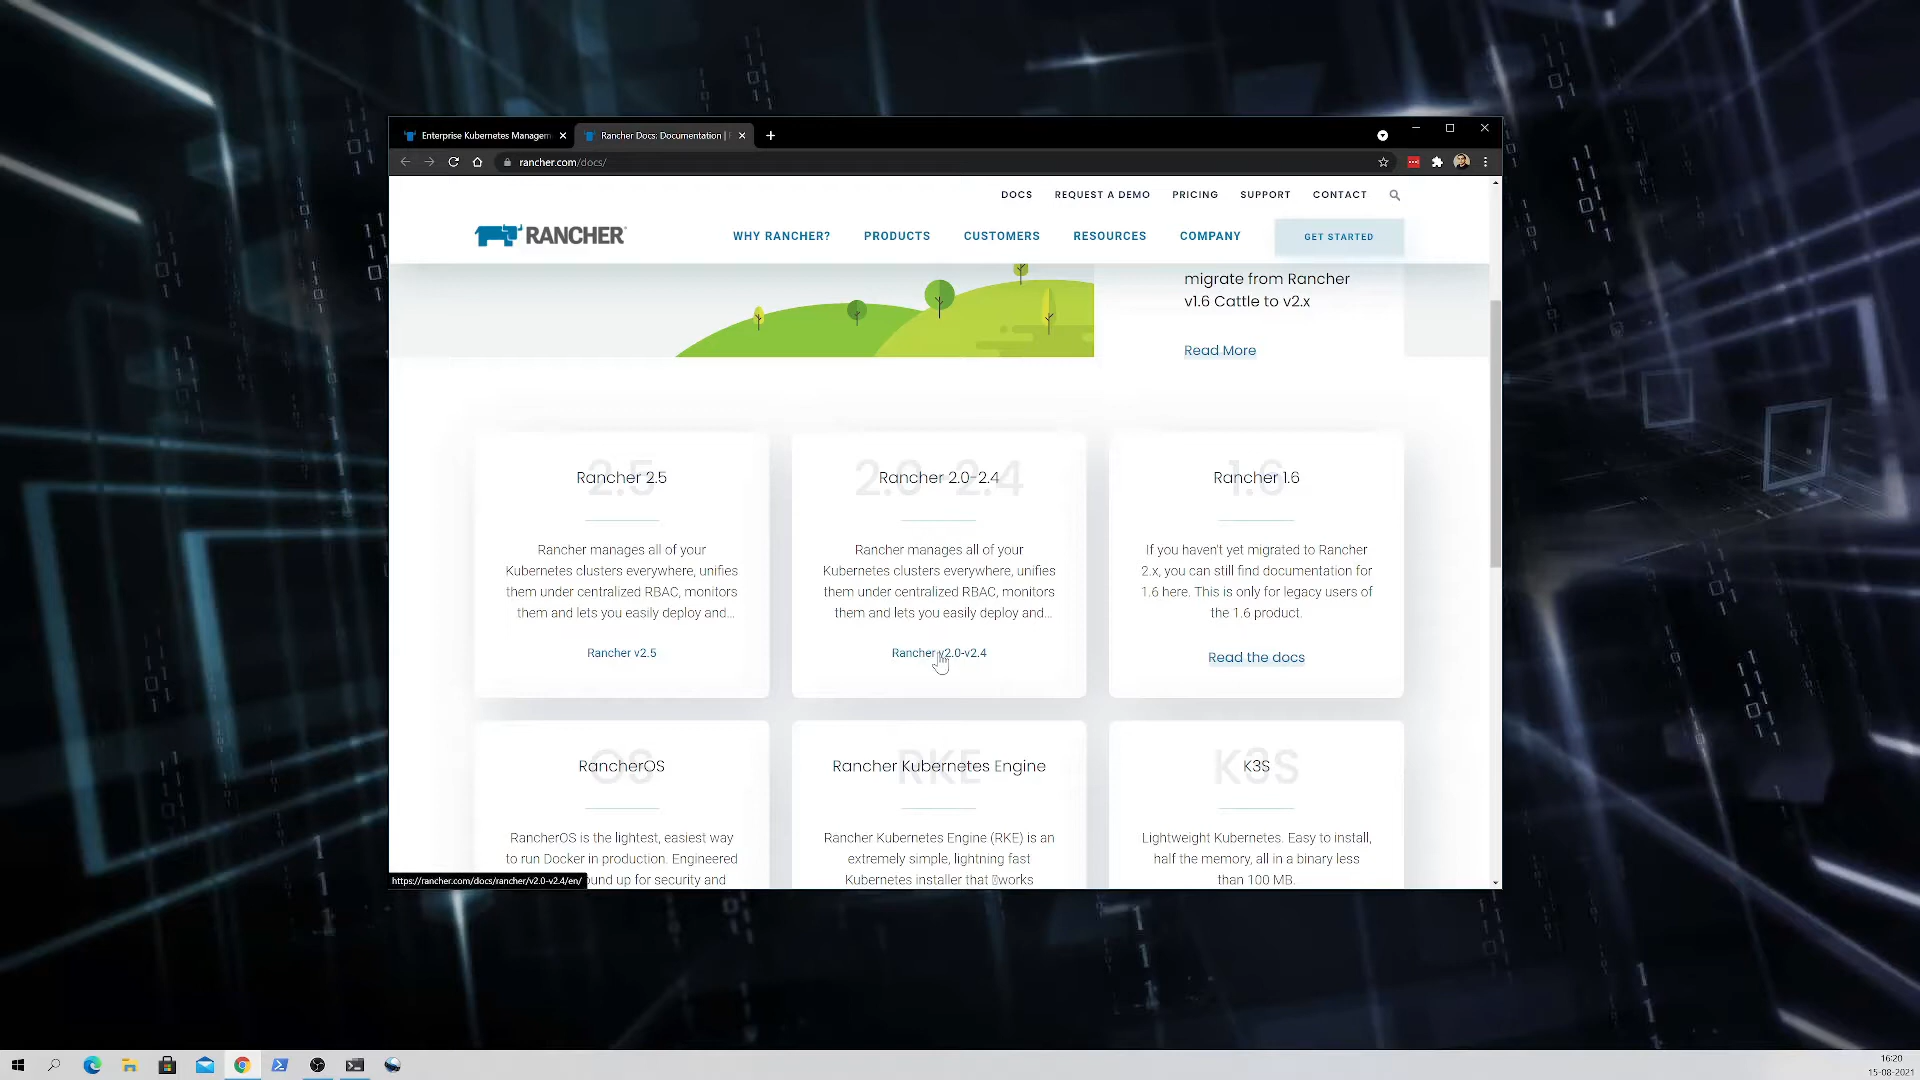 Enterprise Kubernetes Managem
Rancher Docs: Documentation |
rancher.com/docs/
DOCS REQUEST A DEMO PRICING SUPPORT CONTACT
RANCHER
WHY RANCHER? PRODUCTS CUSTOMERS RESOURCES COMPANY GET STARTED
migrate from Rancher
v1.6 Cattle to v2.x
Read More
2.5
Rancher 2.5
Rancher manages all of your
Kubernetes clusters everywhere, unifies
them under centralized RBAC, monitors
them and lets you easily deploy and...
Rancher v2.5
2.0-2.4
Rancher 2.0-2.4
Rancher manages all of your
Kubernetes clusters everywhere, unifies
them under centralized RBAC, monitors
them and lets you easily deploy and...
Rancher v2.0-v2.4
1.6
Rancher 1.6
If you haven't yet migrated to Rancher
2.x, you can still find documentation for
1.6 here. This is only for legacy users of
the 1.6 product.
Read the docs
OS
RancherOS
RancherOS is the lightest, easiest way
to run Docker in production. Engineered
ound up for security and
RKE
Rancher Kubernetes Engine
Rancher Kubernetes Engine (RKE) is an
extremely simple, lightning fast
Kubernetes installer that works
K3S
K3S
Lightweight Kubernetes. Easy to install,
half the memory, all in a binary less
than 100 MB.
https://rancher.com/docs/rancher/v2.0-v2.4/en/
16:20
15-08-2021